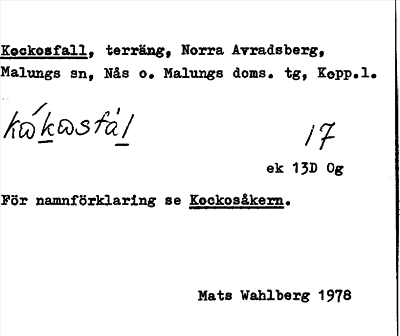 Kockosfall, terräng, Norra Avradsberg,
Malungs sn, Nås o. Malungs doms. tg, Kopp.l.
17
ek 13D 0g
För namnförklaring se Kockosåkern.
Mats Wahlberg 1978